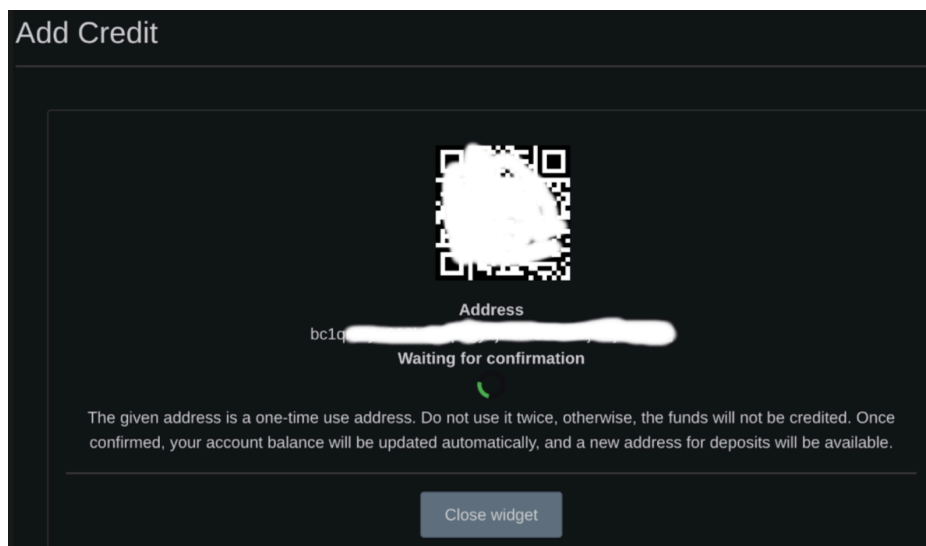 Add Credit
Address
bc1q
Waiting for confirmation
The given address is a one-time use address. Do not use it twice, otherwise, the funds will not be credited. Once
confirmed, your account balance will be updated automatically, and a new address for deposits will be available.
Close widget